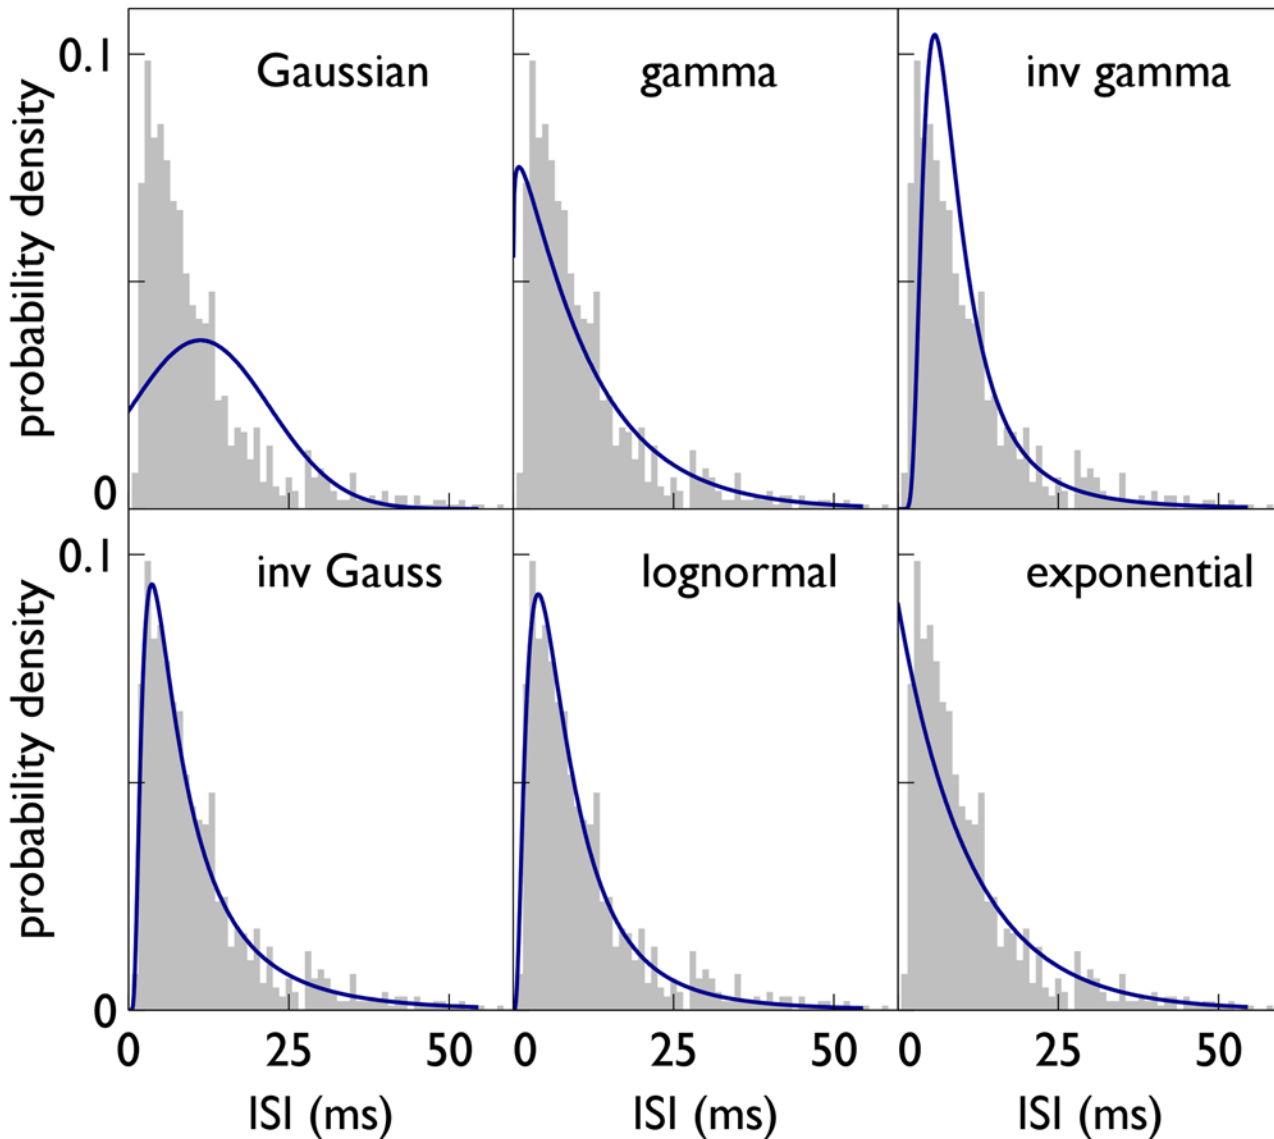 Gaussian
gamma
inv gamma
0.1
probability density
0
inv Gauss
lognormal
exponential
0.1
probability density
0
0 25 50
0 25 50
0 25 50
ISI (ms)
ISI (ms)
ISI (ms)